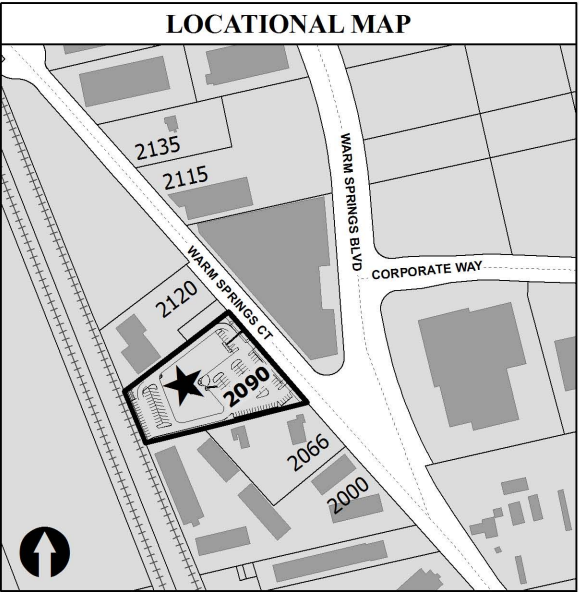 LOCATIONAL MAP
2135
2115
WARM SPRINGS BLVD
WARM SPRINGS CT
CORPORATE WAY
2120
2090
2066
2000